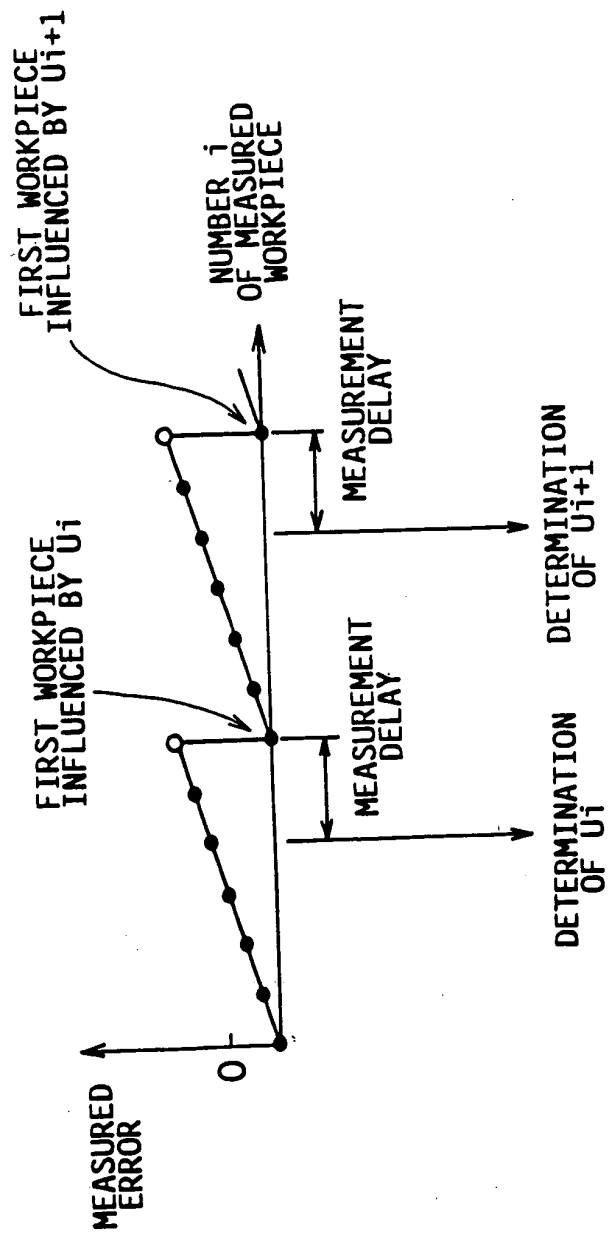 MEASURED
ERROR
0
FIRST WORKPIECE
INFLUENCED BY Ui
FIRST WORKPIECE
INFLUENCED BY Ui+1
NUMBER i
OF MEASURED
WORKPIECE
MEASUREMENT
DELAY
MEASUREMENT
DELAY
DETERMINATION
OF Ui
DETERMINATION
OF Ui+1